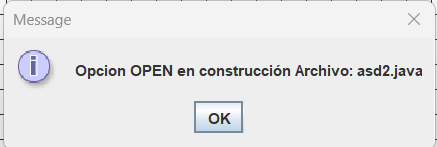 Message
Opcion OPEN en construcción Archivo: asd2.java
OK